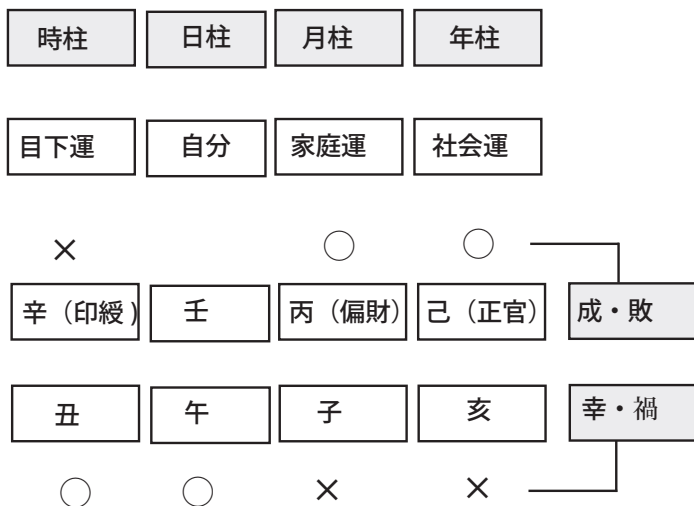 時柱 日柱 月柱 年柱
目下運 自分 家庭運 社会運
× ○ ○
辛（印綬) 壬 丙（偏財） 己（正官） 成・敗
丑 午 子 亥 幸・禍
○ ○ × ×